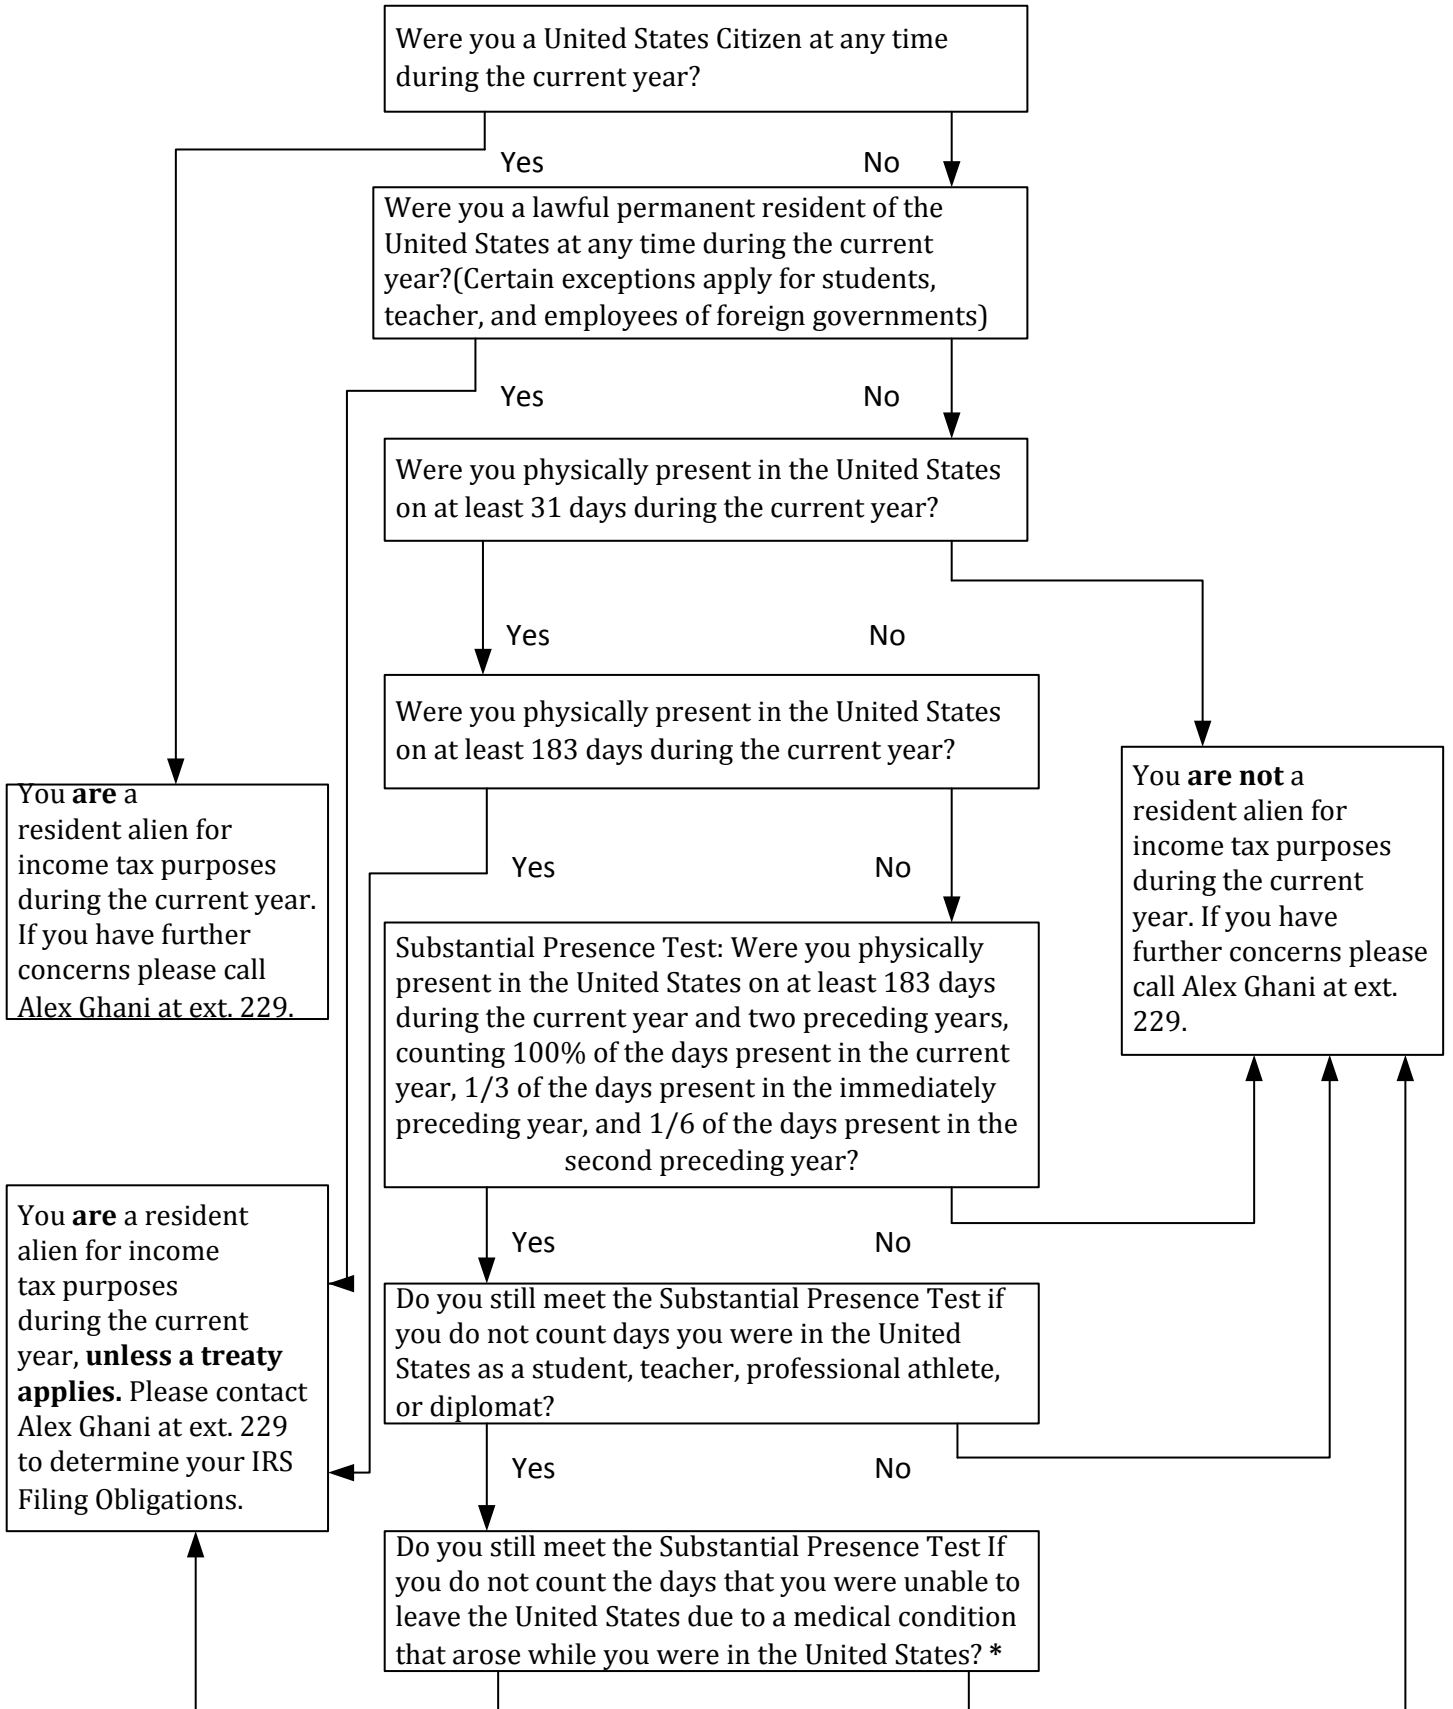 Were you a United States Citizen at any time
during the current year?
Yes
No
Were you a lawful permanent resident of the
United States at any time during the current
year?(Certain exceptions apply for students,
teacher, and employees of foreign governments)
Yes
No
Were you physically present in the United States
on at least 31 days during the current year?
Yes
No
Were you physically present in the United States
on at least 183 days during the current year?
You are a
resident alien for
income tax purposes
during the current year.
If you have further
concerns please call
Alex Ghani at ext. 229.
You are not a
resident alien for
income tax purposes
during the current
year. If you have
further concerns please
call Alex Ghani at ext.
229.
Yes
No
Substantial Presence Test: Were you physically
present in the United States on at least 183 days
during the current year and two preceding years,
counting 100% of the days present in the current
year, 1/3 of the days present in the immediately
preceding year, and 1/6 of the days present in the
second preceding year?
You are a resident
alien for income
tax purposes
during the current
year, unless a treaty
applies. Please contact
Alex Ghani at ext. 229
to determine your IRS
Filing Obligations.
Yes
No
Do you still meet the Substantial Presence Test if
you do not count days you were in the United
States as a student, teacher, professional athlete,
or diplomat?
Yes
No
Do you still meet the Substantial Presence Test If
you do not count the days that you were unable to
leave the United States due to a medical condition
that arose while you were in the United States? *